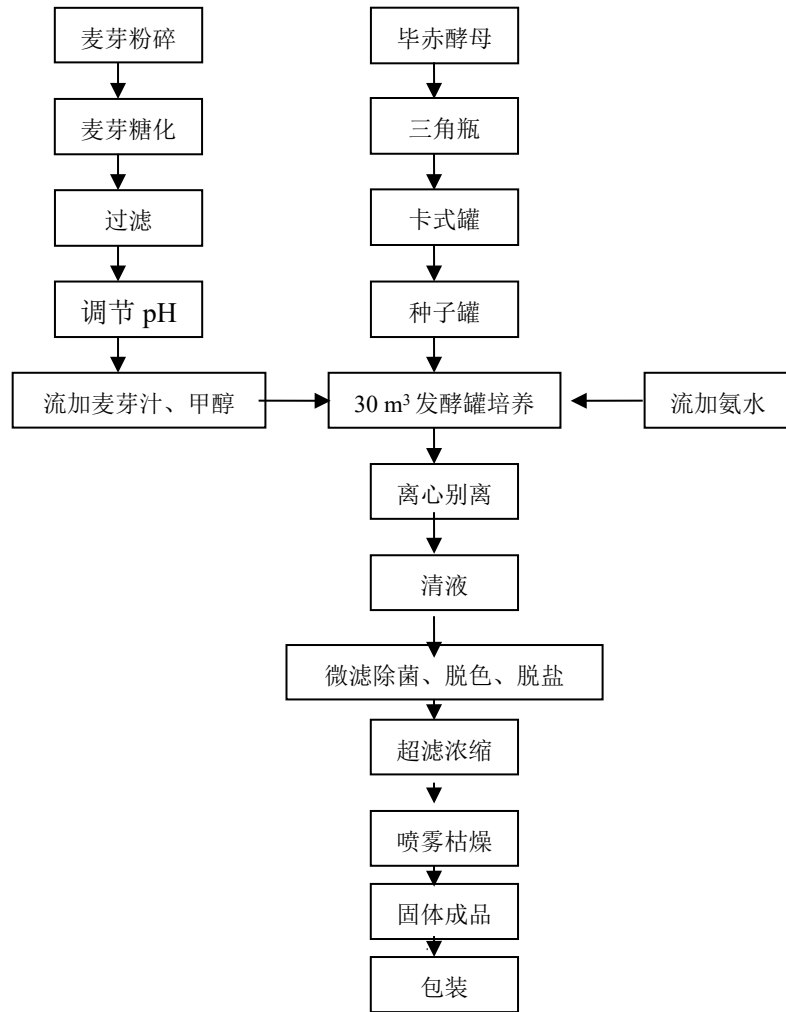 麦芽粉碎
毕赤酵母
麦芽糖化
三角瓶
过滤
卡式罐
调节 pH
种子罐
流加麦芽汁、甲醇
30 m³ 发酵罐培养
流加氨水
离心别离
清液
微滤除菌、脱色、脱盐
超滤浓缩
喷雾枯燥
固体成品
包装